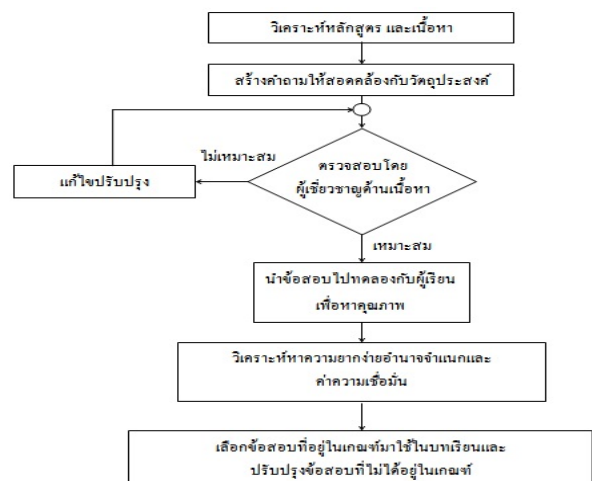 วิเคราะห์หลักสูตร และเนื้อหา
สร้างคำถามให้สอดคล้องกับวัตถุประสงค์
ไม่เหมาะสม
ตรวจสอบโดย
ผู้เชี่ยวชาญด้านเนื้อหา
แก้ไขปรับปรุง
เหมาะสม
นำข้อสอบไปทดลองกับผู้เรียน
เพื่อหาคุณภาพ
วิเคราะห์หาความยากง่ายอำนาจจำแนกและ
ค่าความเชื่อมั่น
เลือกข้อสอบที่อยู่ในเกณฑ์มาใช้ในบทเรียนและ
ปรับปรุงข้อสอบที่ไม่ได้อยู่ในเกณฑ์